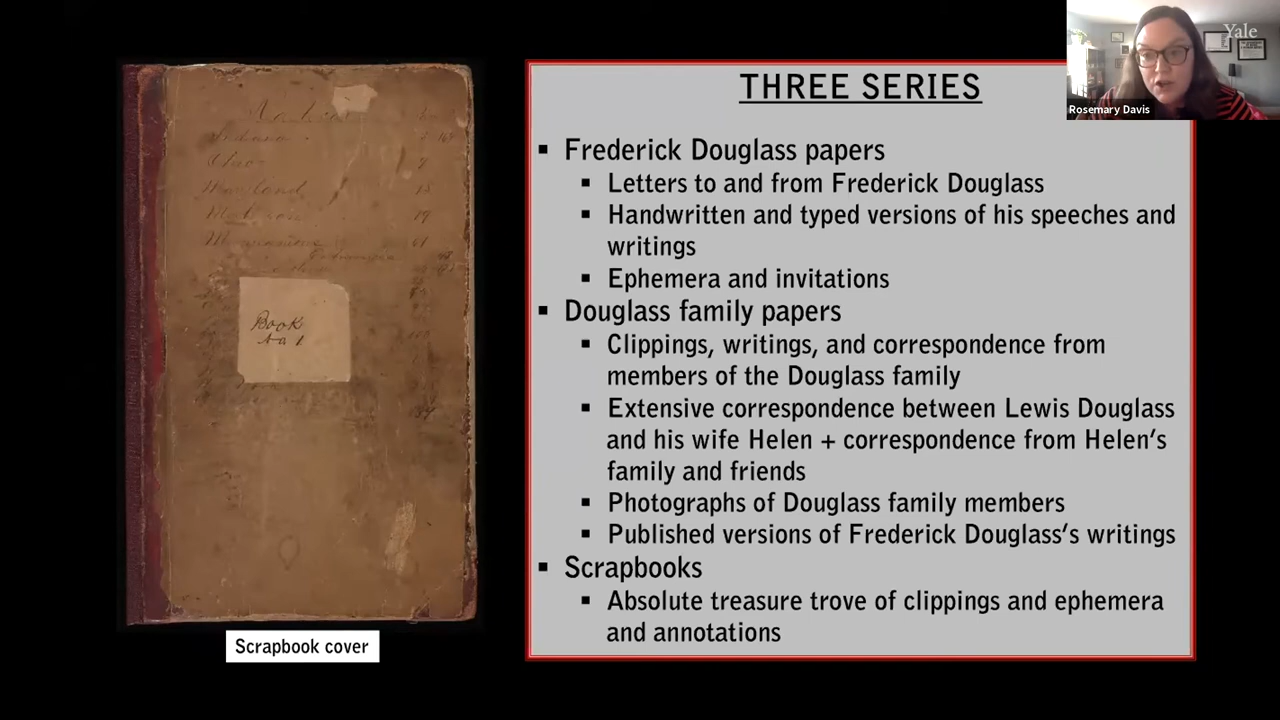 Book
No 1.
Scrapbook cover
THREE SERIES
▪ Frederick Douglass papers
▪ Letters to and from Frederick Douglass
▪ Handwritten and typed versions of his speeches and
writings
▪ Ephemera and invitations
▪ Douglass family papers
▪ Clippings, writings, and correspondence from
members of the Douglass family
▪ Extensive correspondence between Lewis Douglass
and his wife Helen + correspondence from Helen's
family and friends
▪ Photographs of Douglass family members
▪ Published versions of Frederick Douglass's writings
▪ Scrapbooks
▪ Absolute treasure trove of clippings and ephemera
and annotations
Yale
Rosemary Davis